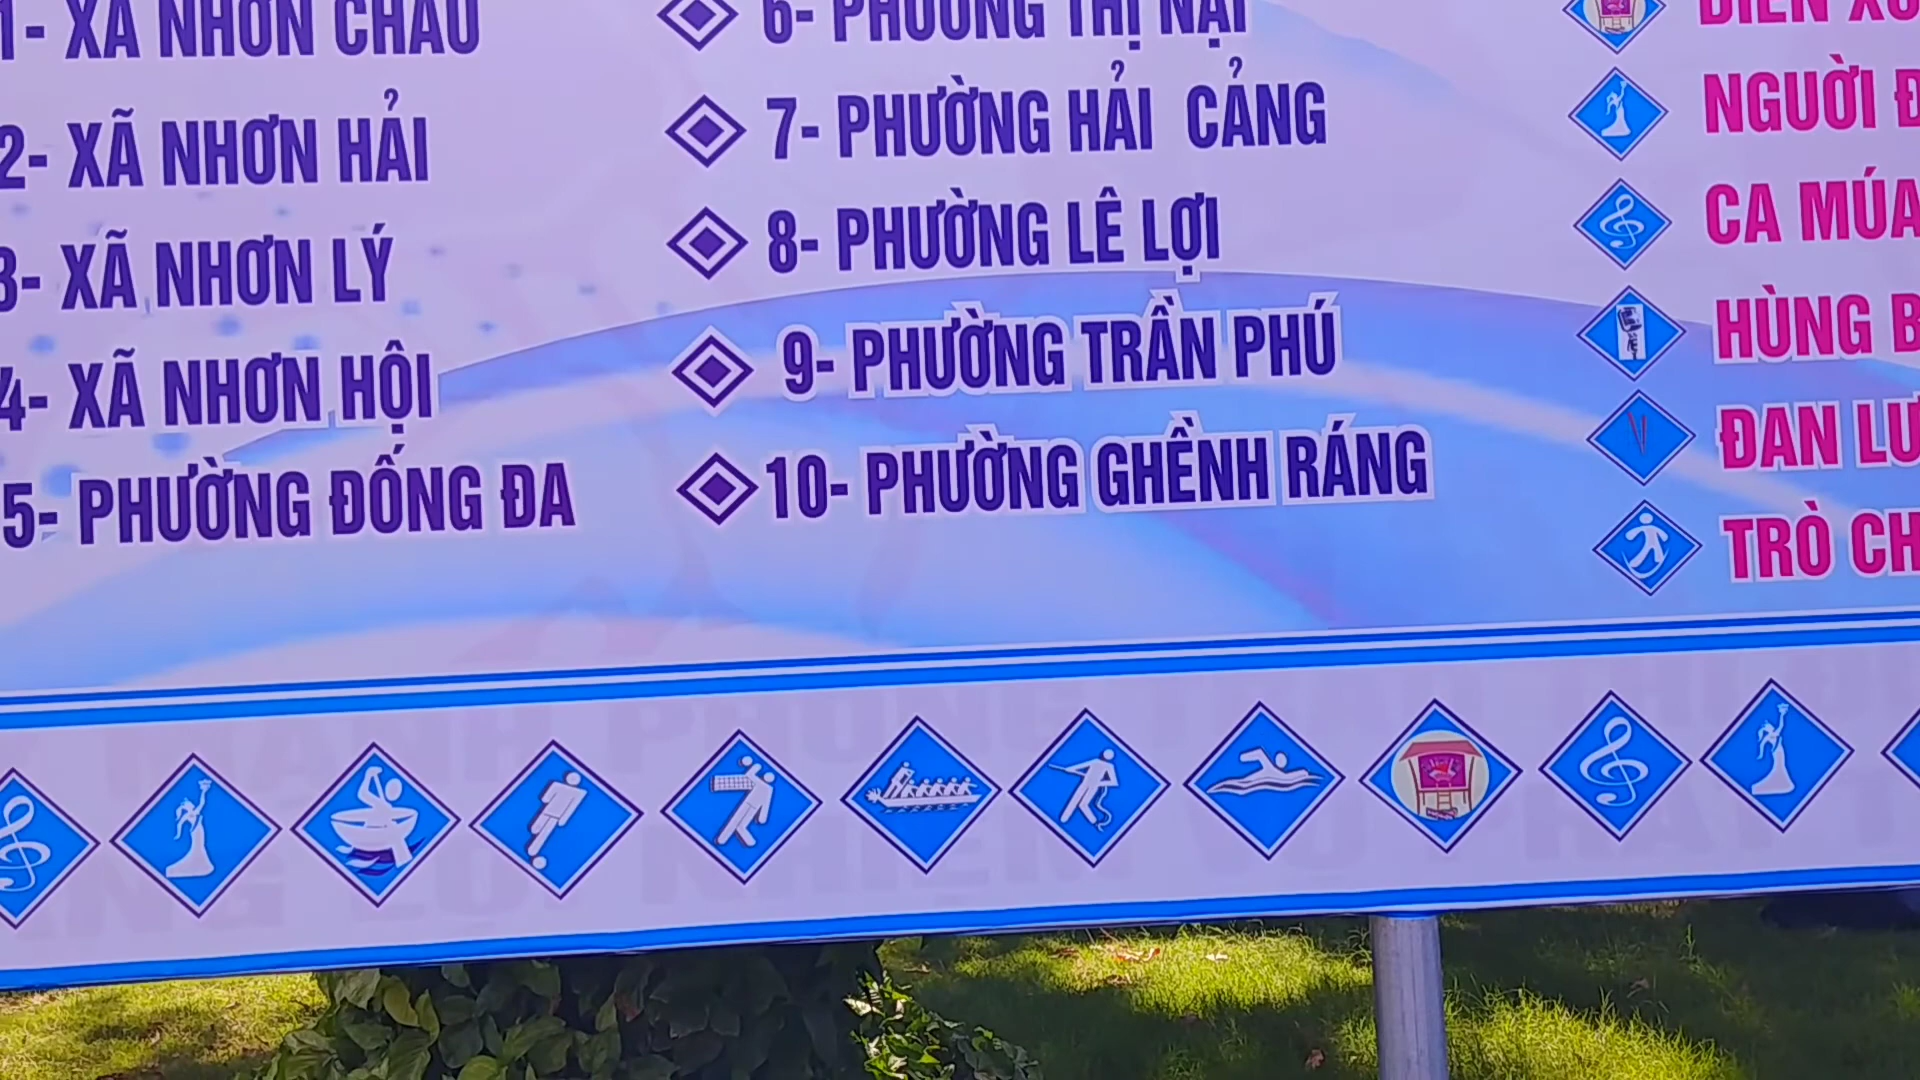 1- XÃ NHƠN CHÂU
2- XÃ NHƠN HẢI
3- XÃ NHƠN LÝ
4- XÃ NHƠN HỘI
5- PHƯỜNG ĐỐNG ĐA
6- PHƯỜNG THỊ NẠI
7- PHƯỜNG HẢI CẢNG
8- PHƯỜNG LÊ LỢI
9- PHƯỜNG TRẦN PHÚ
10- PHƯỜNG GHỀNH RÁNG
NGƯỜI Đ
CA MÚA
HÙNG B
ĐAN LƯ
TRÒ CH